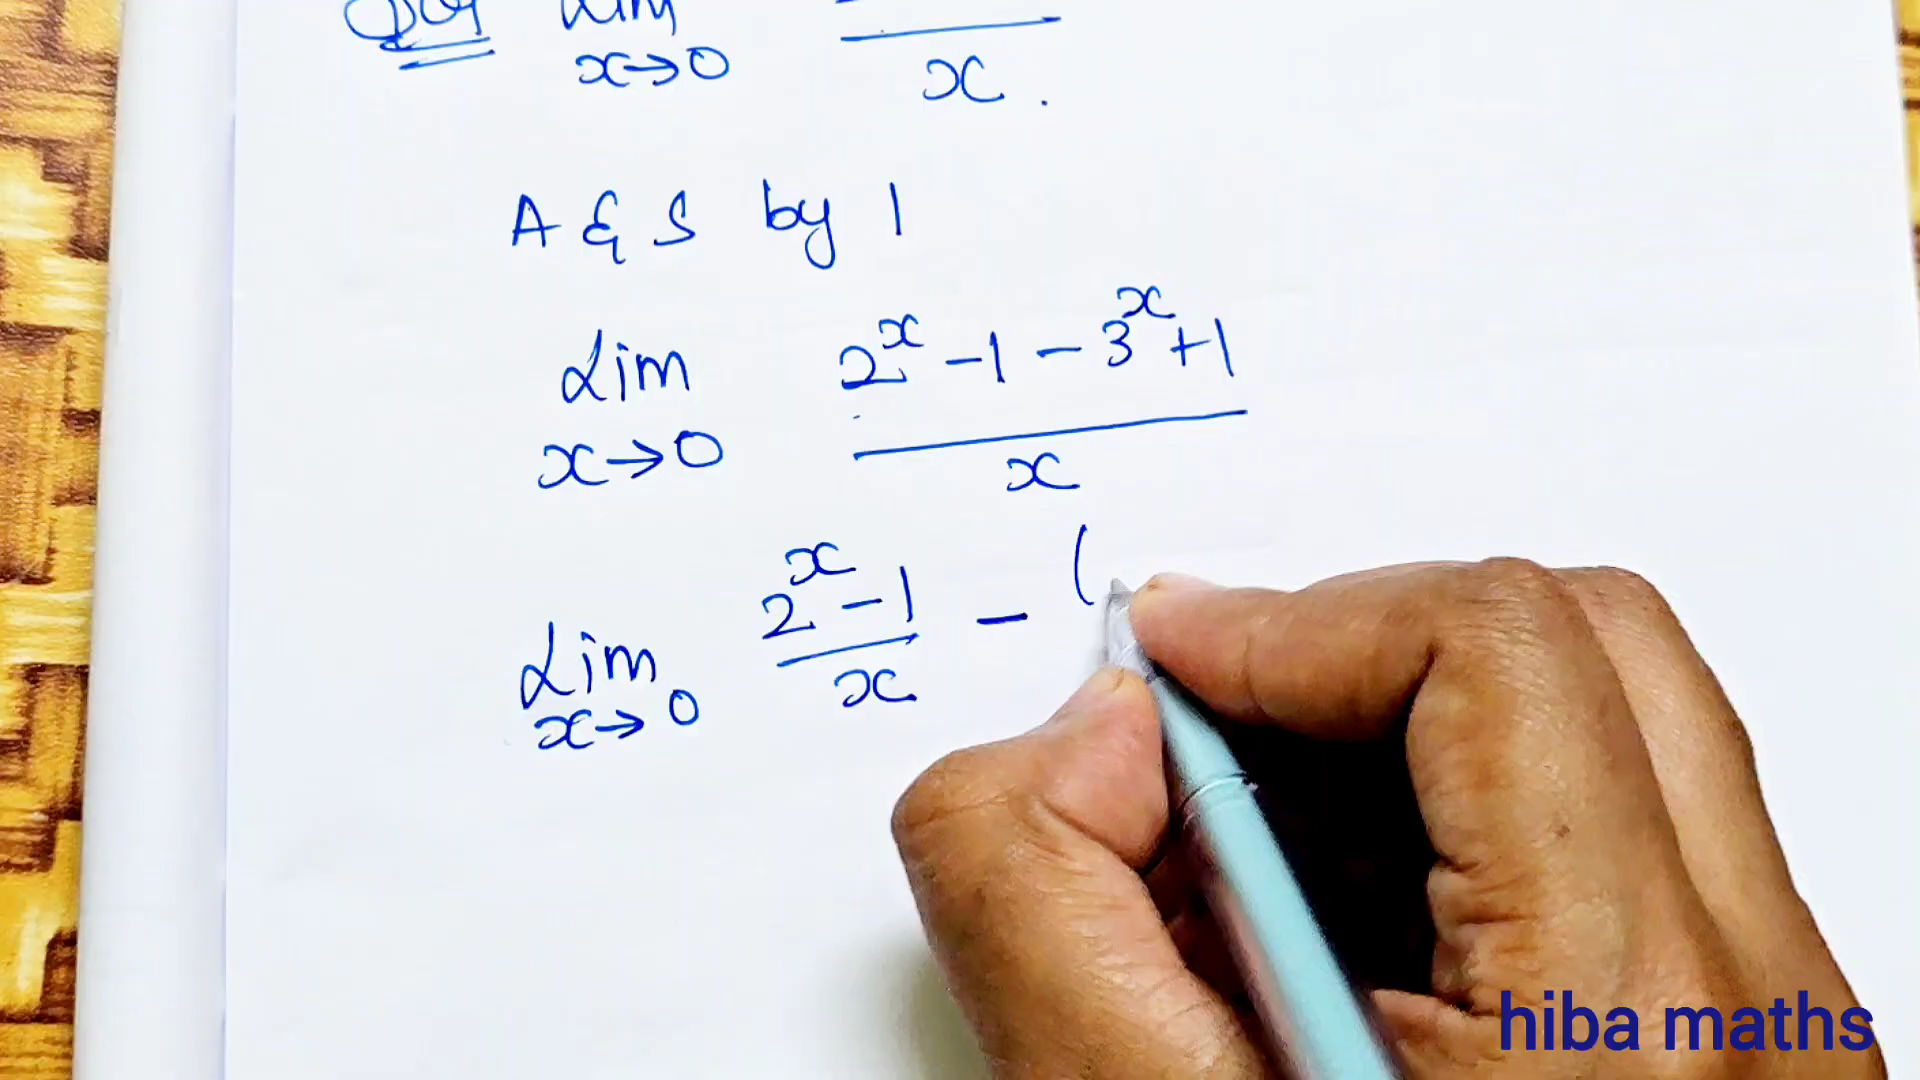 Lim
x→0
x.
A & S by 1
Lim 2^x - 1 - 3^x + 1
x→0 x
Lim 2^x - 1 - (
x→0 x
hiba maths